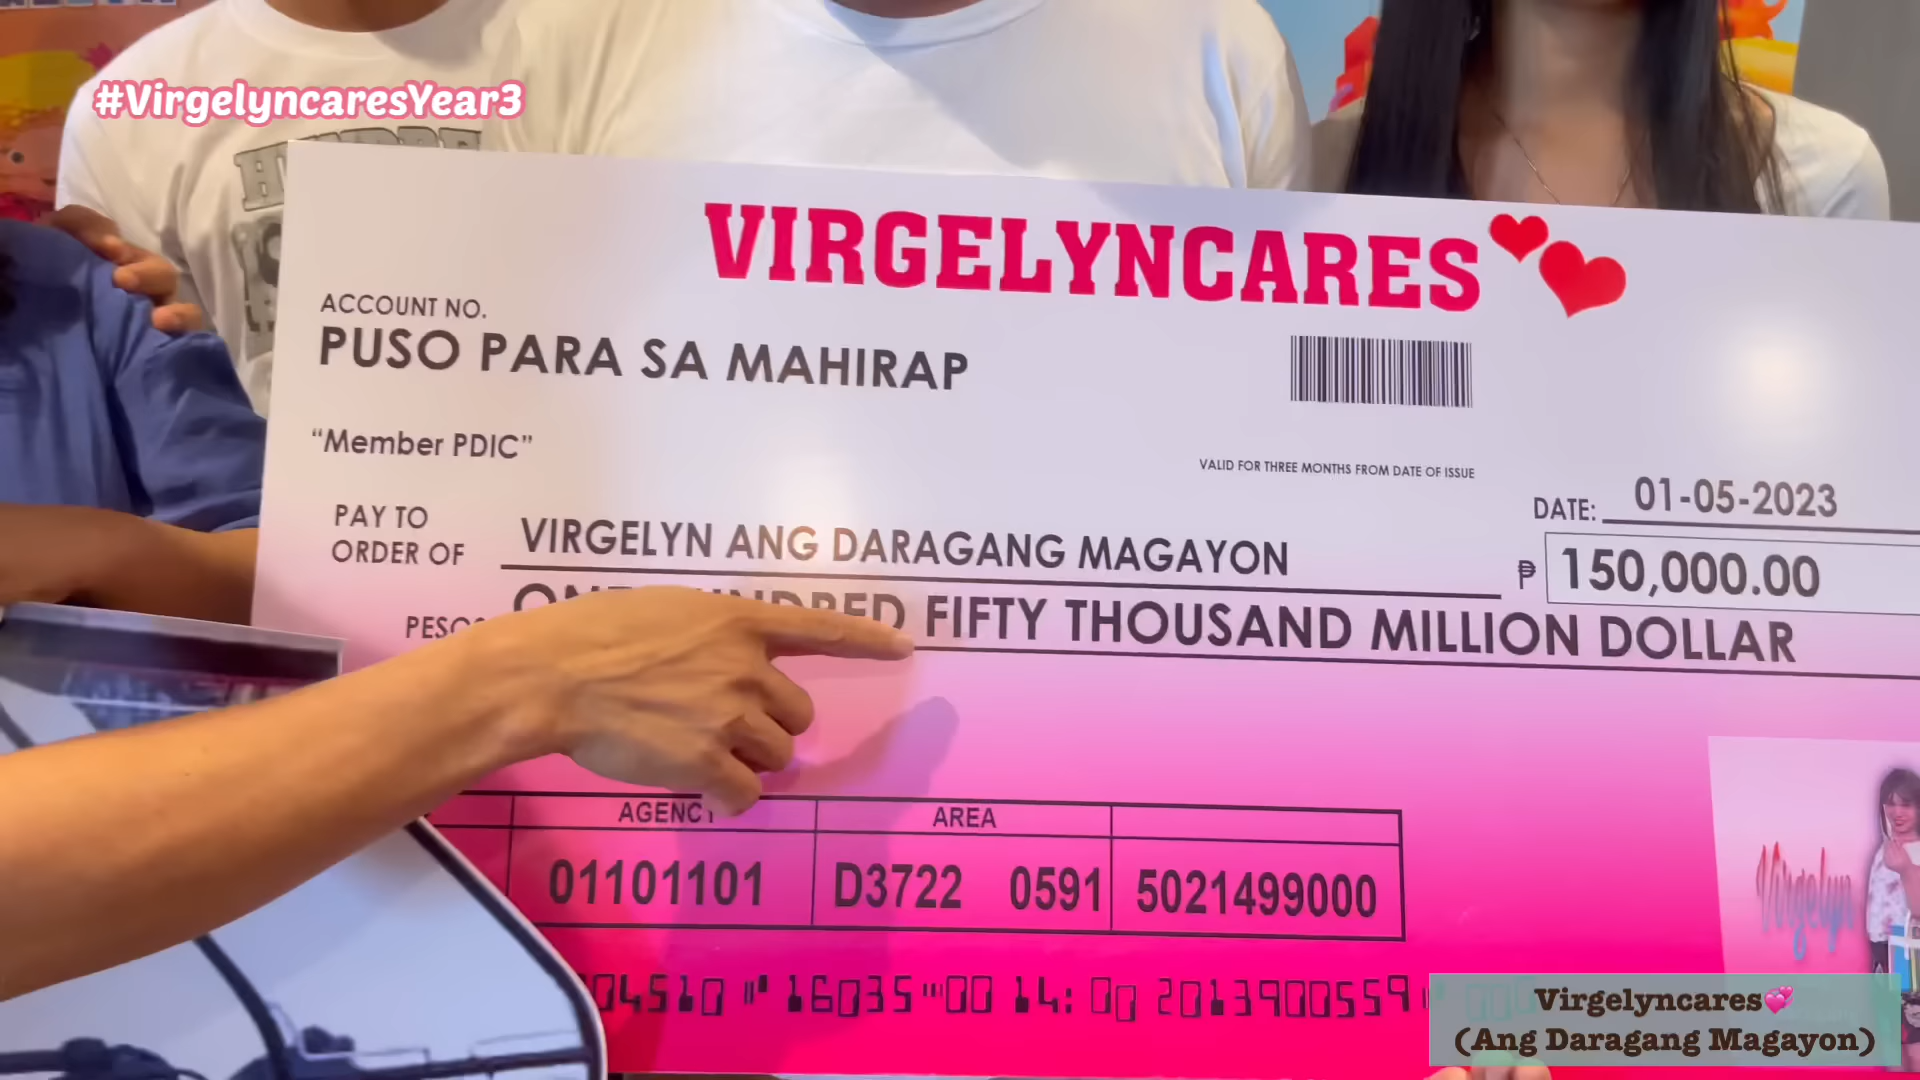 #VirgelyncaresYear3
VIRGELYNCARES
ACCOUNT NO.
PUSO PARA SA MAHIRAP
"Member PDIC"
VALID FOR THREE MONTHS FROM DATE OF ISSUE
DATE: 01-05-2023
PAY TO
ORDER OF
VIRGELYN ANG DARAGANG MAGAYON
₱ 150,000.00
FIFTY THOUSAND MILLION DOLLAR
AREA
01101101 D3722 0591 5021499000
Virgelyn
Virgelyncares💞
(Ang Daragang Magayon)